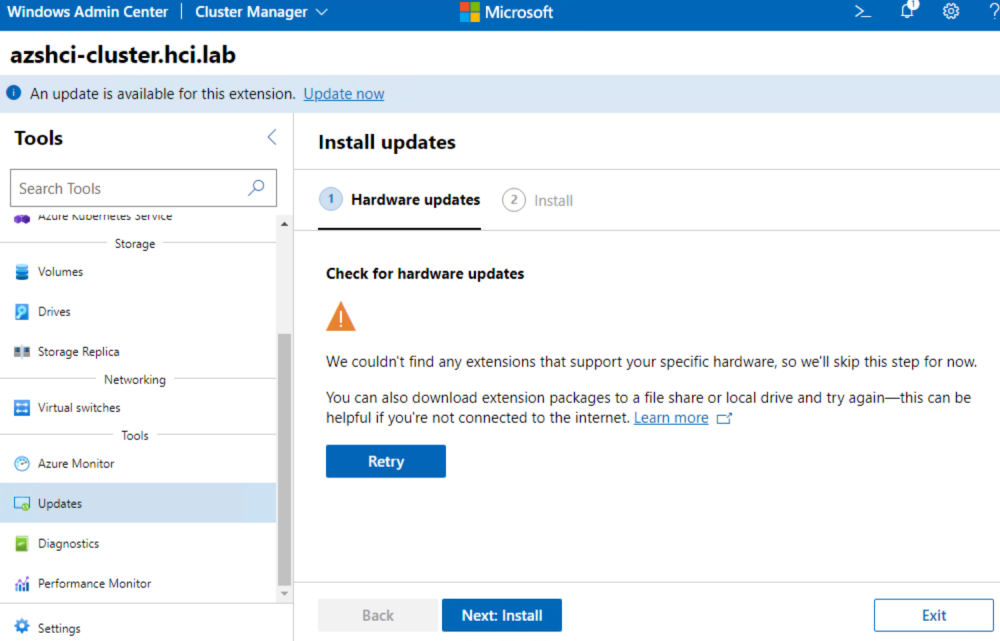 Windows Admin Center | Cluster Manager Microsoft 1 ?
azshci-cluster.hci.lab
An update is available for this extension. Update now
Tools
Search Tools
Azure Kubernetes Service
Storage
Volumes
Drives
Storage Replica
Networking
Virtual switches
Tools
Azure Monitor
Updates
Diagnostics
Performance Monitor
Settings
Install updates
1 Hardware updates 2 Install
Check for hardware updates
We couldn't find any extensions that support your specific hardware, so we'll skip this step for now.
You can also download extension packages to a file share or local drive and try again—this can be
helpful if you're not connected to the internet. Learn more
Retry
Back Next: Install Exit